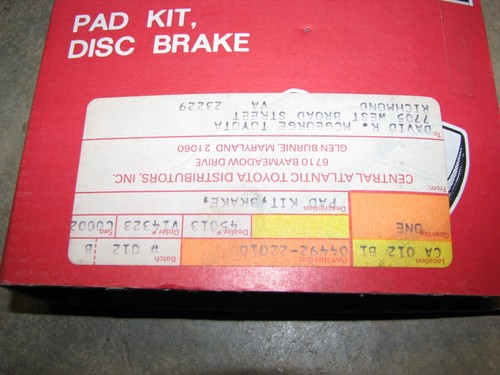 PAD KIT,
DISC BRAKE
Location
CA 012 B1
Part Number
04492-22010
Batch
# 012 B
Quantity
ONE
Description
PAD KIT,BRAKE,
Dealer#
45013
Order#
V14323
Seq
C0002
From:
CENTRAL ATLANTIC TOYOTA DISTRIBUTORS, INC.
6710 BAYMEADOW DRIVE
GLEN BURNIE, MARYLAND 21060
To:
DAVID R. MCGEORGE TOYOTA
7705 WEST BROAD STREET
RICHMOND VA 23229